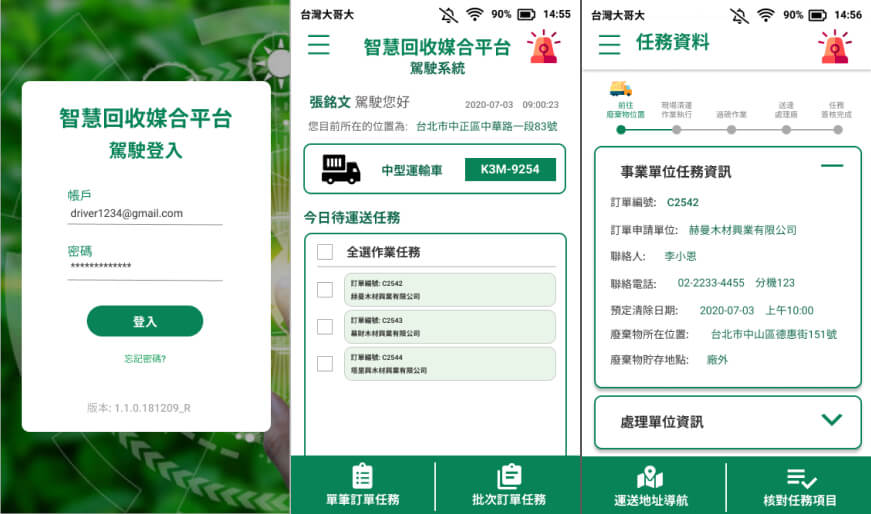 智慧回收媒合平台
駕駛登入
帳戶
driver1234@gmail.com
密碼
*************
登入
忘記密碼?
版本: 1.1.0.181209_R
台灣大哥大 90% 14:55
智慧回收媒合平台
駕駛系統
張銘文 駕駛您好 2020-07-03 09:00:23
您目前所在的位置為: 台北市中正區中華路一段83號
中型運輸車 K3M-9254
今日待運送任務
全選作業任務
訂單編號: C2542
赫曼木材興業有限公司
訂單編號: C2543
幕財木材興業有限公司
訂單編號: C2544
塔里興木材興業有限公司
單筆訂單任務
批次訂單任務
台灣大哥大 90% 14:56
任務資料
前往
廢棄物位置
現場清運
作業執行
過磅作業
送達
處理廠
任務
簽核完成
事業單位任務資訊
訂單編號: C2542
訂單申請單位: 赫曼木材興業有限公司
聯絡人: 李小恩
聯絡電話: 02-2233-4455 分機123
預定清除日期: 2020-07-03 上午10:00
廢棄物所在位置: 台北市中山區德惠街151號
廢棄物貯存地點: 廠外
處理單位資訊
運送地址導航
核對任務項目